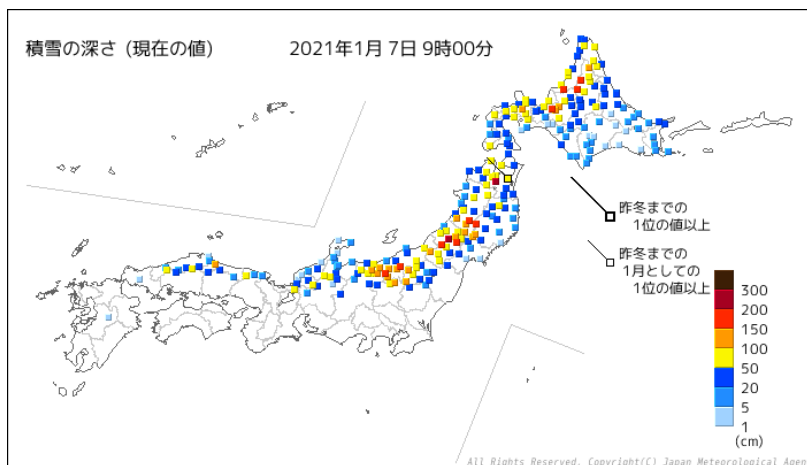 積雪の深さ (現在の値)
2021年1月 7日 9時00分
昨冬までの
1位の値以上
昨冬までの
1月としての
1位の値以上
300
200
150
100
50
20
5
1
(cm)
All Rights Reserved. Copyright(C) Japan Meteorological Agen